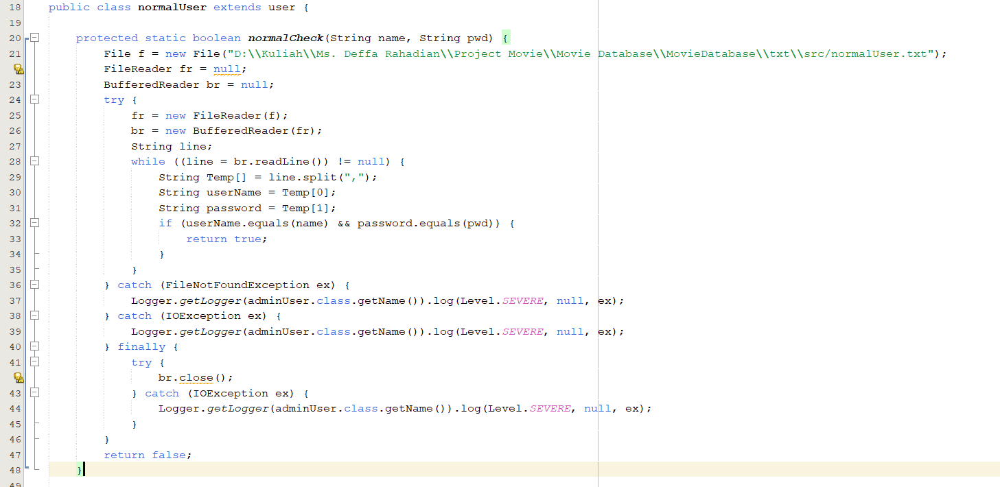 18 public class normalUser extends user {
19
20 protected static boolean normalCheck(String name, String pwd) {
21 File f = new File("D:\\Kuliah\\Ms. Deffa Rahadian\\Project Movie\\Movie Database\\MovieDatabase\\txt\\src/normalUser.txt");
FileReader fr = null;
23 BufferedReader br = null;
24 try {
25 fr = new FileReader(f);
26 br = new BufferedReader(fr);
27 String line;
28 while ((line = br.readLine()) != null) {
29 String Temp[] = line.split(",");
30 String userName = Temp[0];
31 String password = Temp[1];
32 if (userName.equals(name) && password.equals(pwd)) {
33 return true;
34 }
35 }
36 } catch (FileNotFoundException ex) {
37 Logger.getLogger(adminUser.class.getName()).log(Level.SEVERE, null, ex);
38 } catch (IOException ex) {
39 Logger.getLogger(adminUser.class.getName()).log(Level.SEVERE, null, ex);
40 } finally {
41 try {
br.close();
43 } catch (IOException ex) {
44 Logger.getLogger(adminUser.class.getName()).log(Level.SEVERE, null, ex);
45 }
46 }
47 return false;
48 }
49